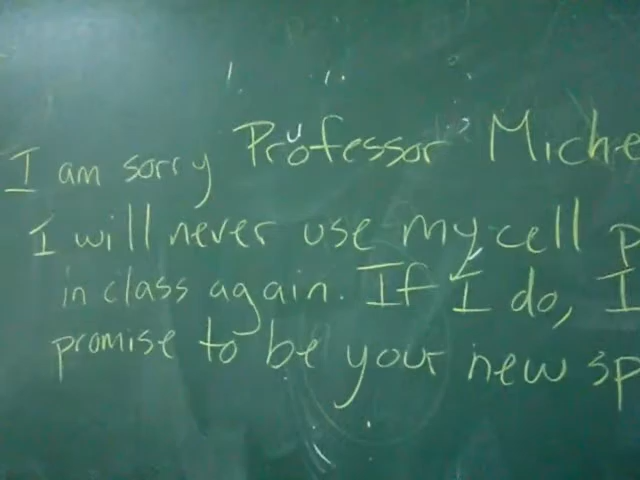 I am sorry Professor Miche
I will never use my cell p
in class again. If I do, I
promise to be your new sp